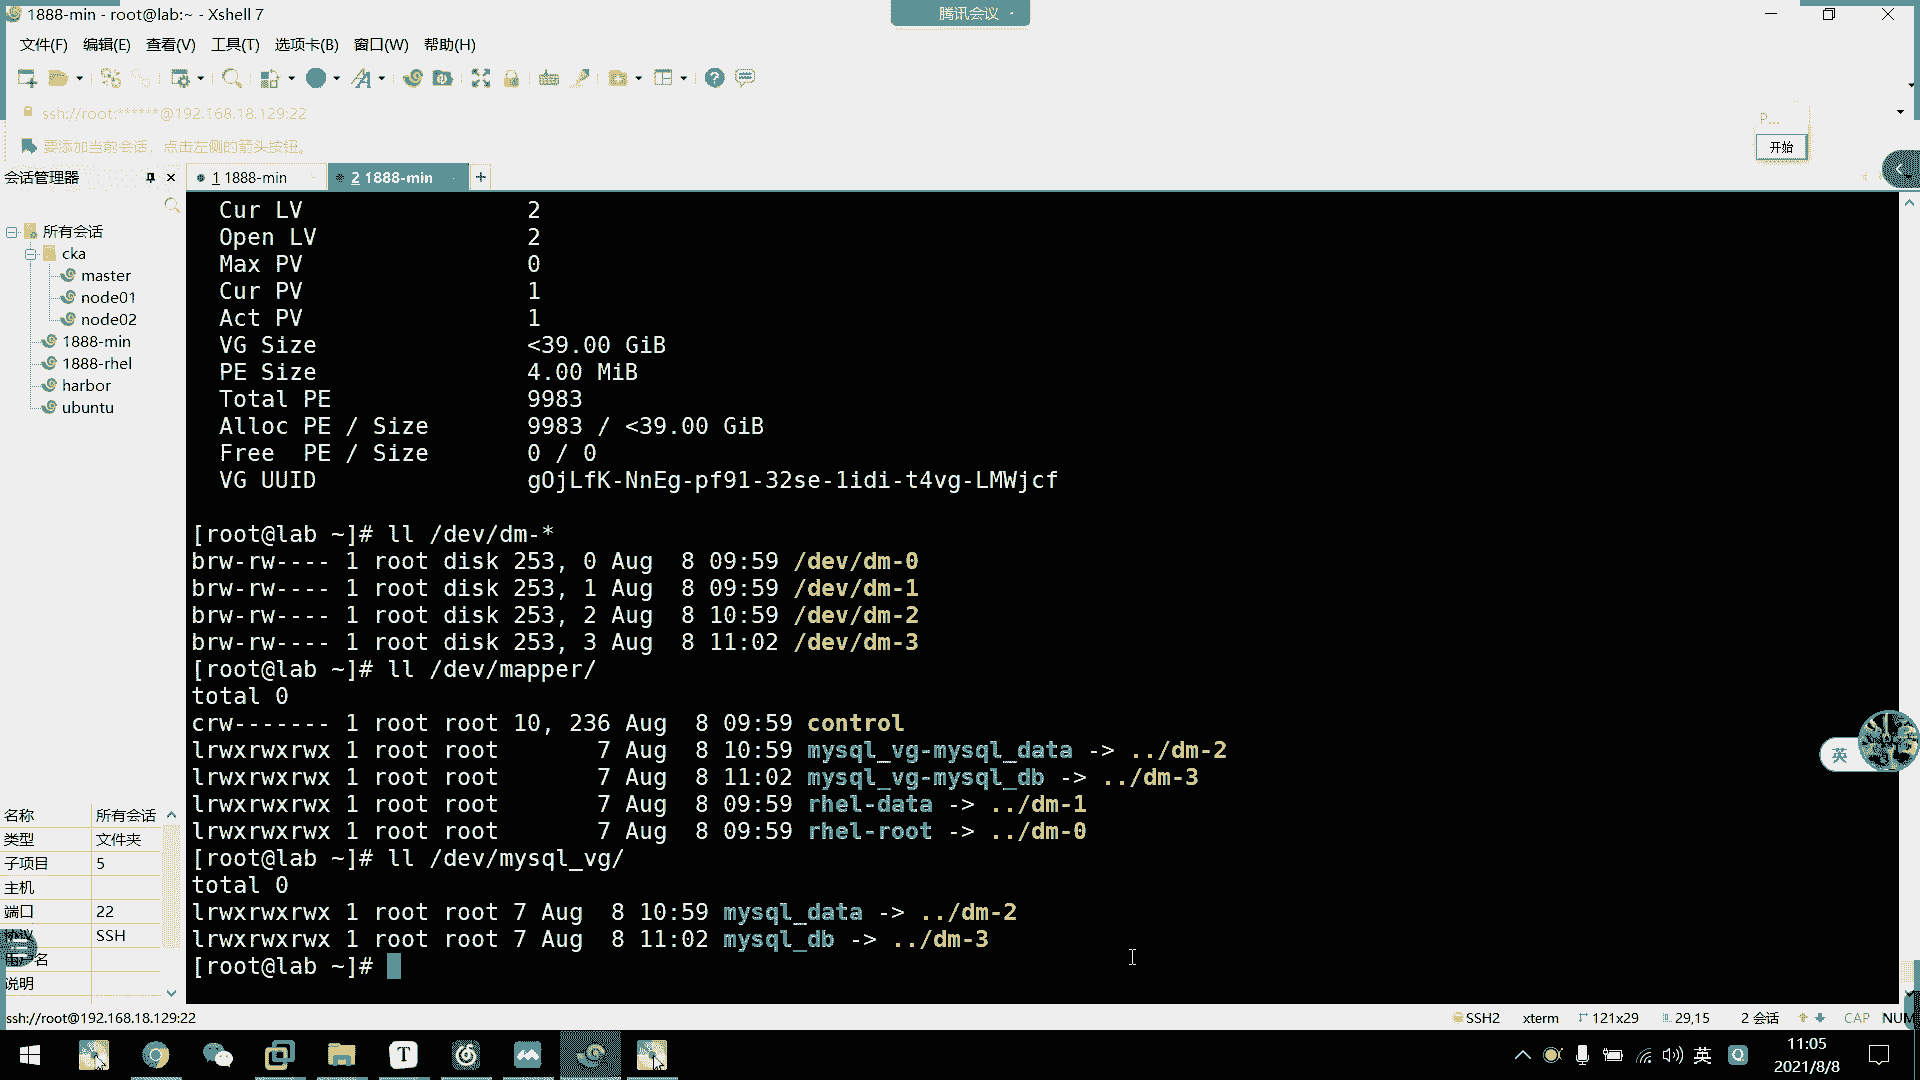 1888-min - root@lab:~ - Xshell 7
腾讯会议
文件(F) 编辑(E) 查看(V) 工具(T) 选项卡(B) 窗口(W) 帮助(H)
ssh://root:******@192.168.18.129:22
P...
要添加当前会话，点击左侧的箭头按钮。
开始
会话管理器
1 1888-min
2 1888-min
+
所有会话
cka
master
node01
node02
1888-min
1888-rhel
harbor
ubuntu
Cur LV 2
Open LV 2
Max PV 0
Cur PV 1
Act PV 1
VG Size <39.00 GiB
PE Size 4.00 MiB
Total PE 9983
Alloc PE / Size 9983 / <39.00 GiB
Free  PE / Size 0 / 0
VG UUID gOjLfK-NnEg-pf91-32se-1idi-t4vg-LMWjcf
[root@lab ~]# ll /dev/dm-*
brw-rw---- 1 root disk 253, 0 Aug  8 09:59 /dev/dm-0
brw-rw---- 1 root disk 253, 1 Aug  8 09:59 /dev/dm-1
brw-rw---- 1 root disk 253, 2 Aug  8 10:59 /dev/dm-2
brw-rw---- 1 root disk 253, 3 Aug  8 11:02 /dev/dm-3
[root@lab ~]# ll /dev/mapper/
total 0
crw------- 1 root root 10, 236 Aug  8 09:59 control
lrwxrwxrwx 1 root root       7 Aug  8 10:59 mysql_vg-mysql_data -> ../dm-2
lrwxrwxrwx 1 root root       7 Aug  8 11:02 mysql_vg-mysql_db -> ../dm-3
lrwxrwxrwx 1 root root       7 Aug  8 09:59 rhel-data -> ../dm-1
lrwxrwxrwx 1 root root       7 Aug  8 09:59 rhel-root -> ../dm-0
[root@lab ~]# ll /dev/mysql_vg/
total 0
lrwxrwxrwx 1 root root 7 Aug  8 10:59 mysql_data -> ../dm-2
lrwxrwxrwx 1 root root 7 Aug  8 11:02 mysql_db -> ../dm-3
[root@lab ~]#
英
名称 所有会话
类型 文件夹
子项目 5
主机
端口 22
协议 SSH
用户名
说明
ssh://root@192.168.18.129:22
SSH2 xterm 121x29 29,15 2 会话 CAP NUM
英
11:05
2021/8/8